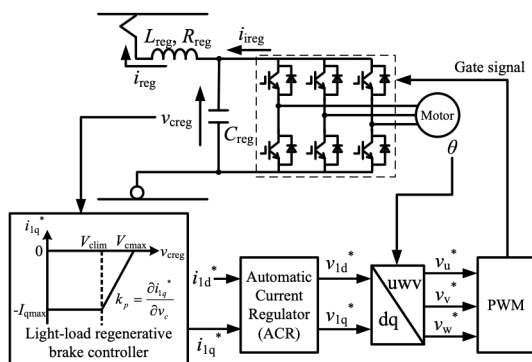 L_reg, R_reg
i_ireg
i_reg
Gate signal
v_creg
C_reg
Motor
θ
i_1q*
V_clim V_cmax
0
v_creg
k_p = ∂i_1q* / ∂v_c
-I_qmax
Light-load regenerative
brake controller
i_1d*
i_1q*
Automatic
Current
Regulator
(ACR)
v_1d*
v_1q*
uwv
dq
v_u*
v_v*
v_w*
PWM